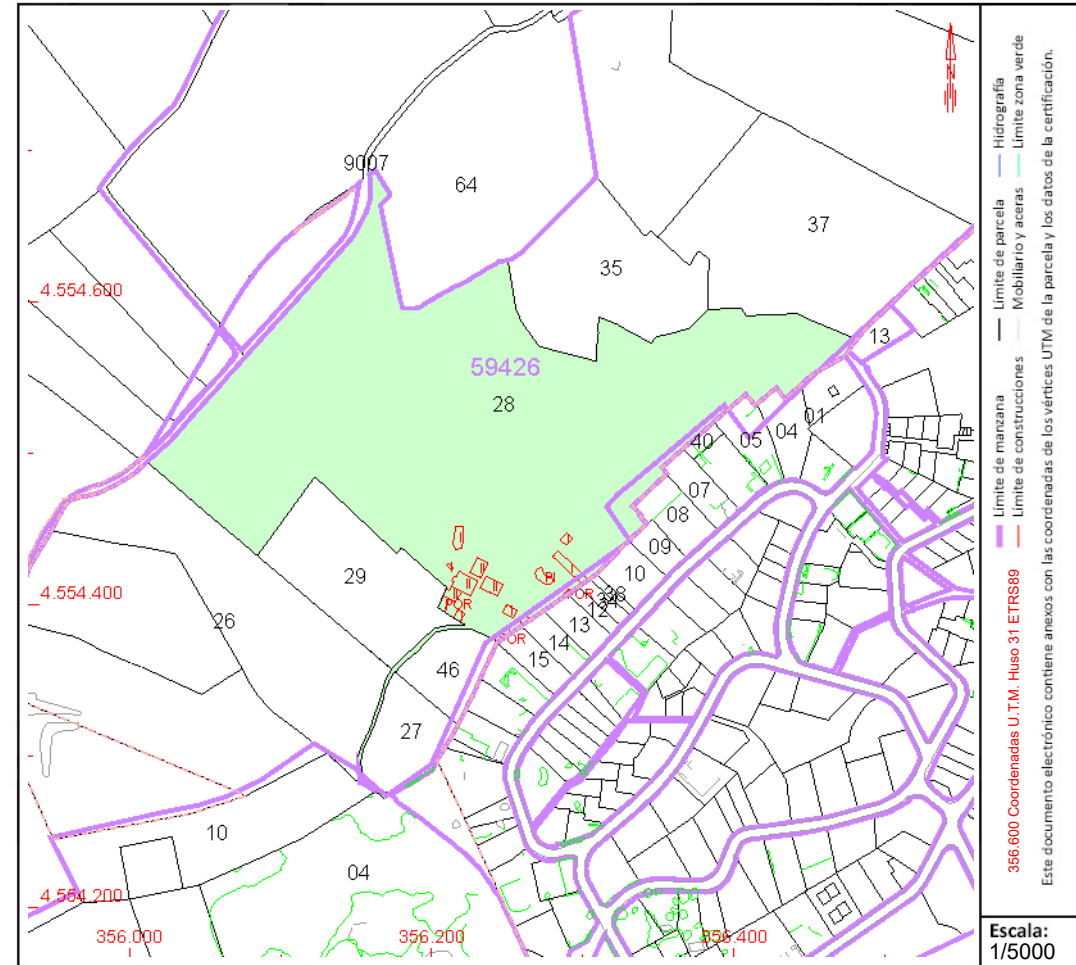 N
9007
64
37
35
4.554.600
13
59426
28
01
04
05
40
07
08
09
29
10
BI
POR
POR
38
34
12
4.554.400
26
13
14
POR
15
46
27
10
04
4.554.200
356.000
356.200
356.400
Límite de manzana
Límite de parcela
Hidrografía
356.600 Coordenadas U.T.M. Huso 31 ETRS89
Límite de construcciones
Mobiliario y aceras
Límite zona verde
Este documento electrónico contiene anexos con las coordenadas de los vértices UTM de la parcela y los datos de la certificación.
Escala:
1/5000